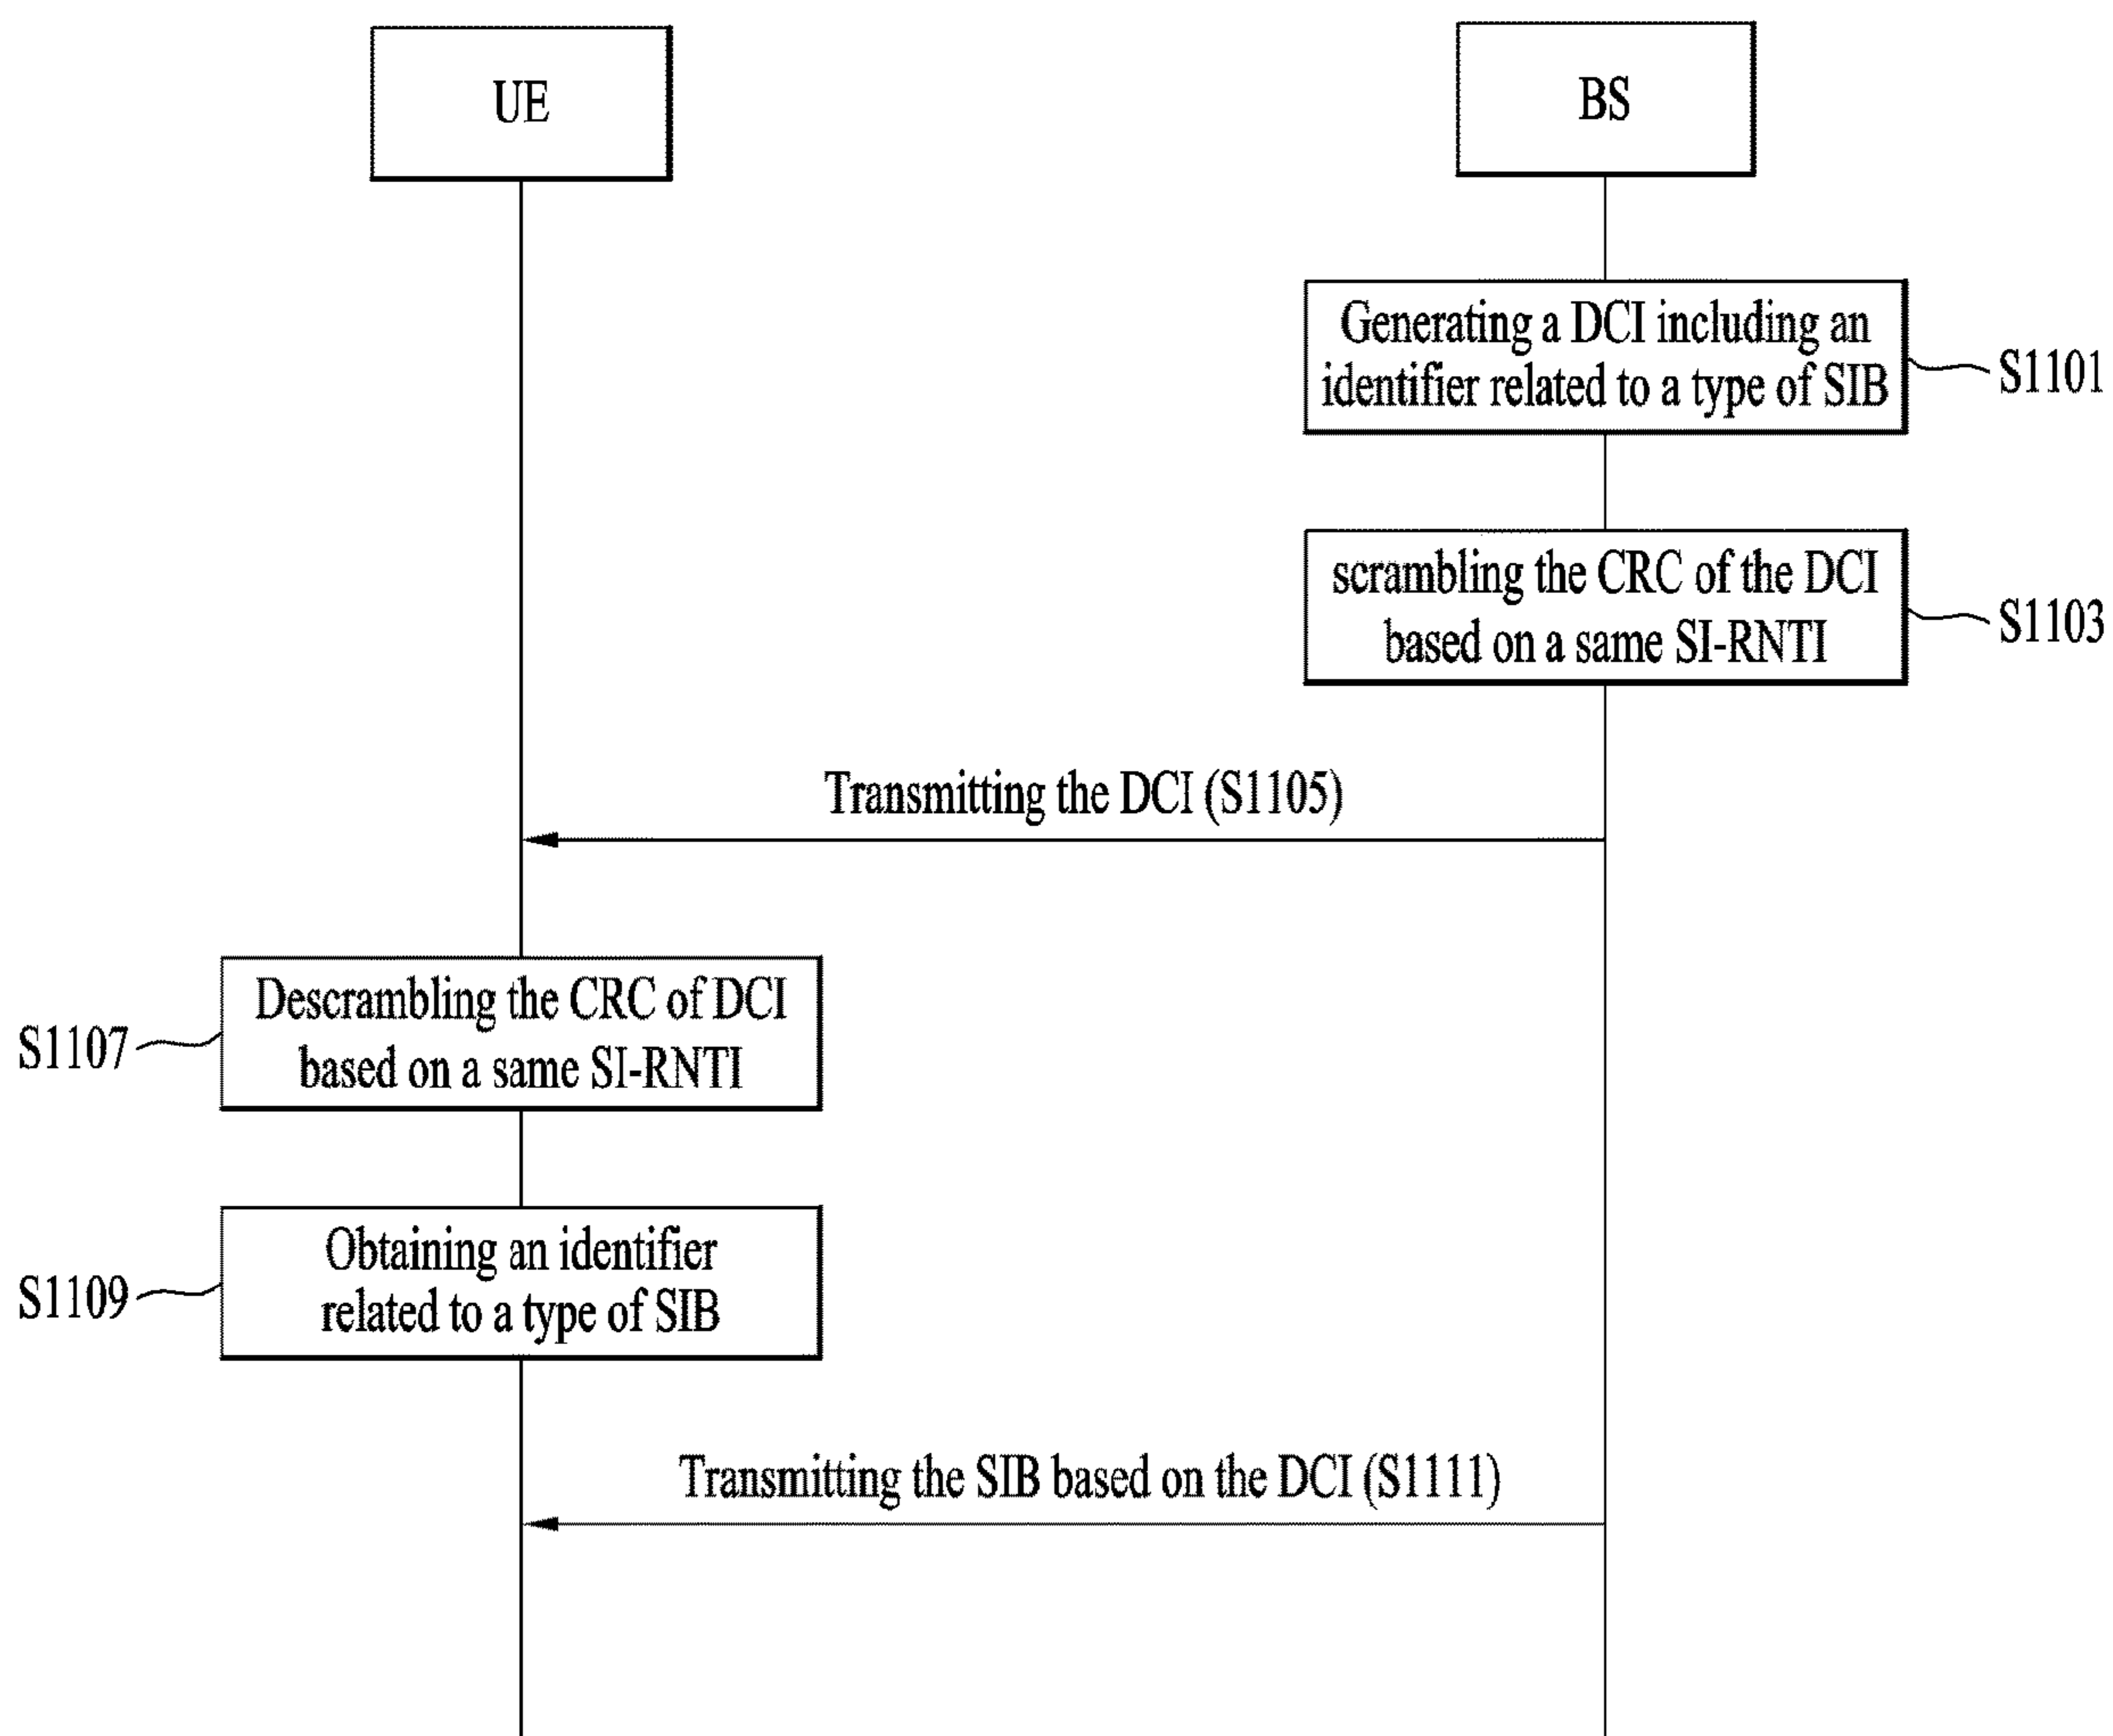 UE
BS
Generating a DCI including an
identifier related to a type of SIB
S1101
scrambling the CRC of the DCI
based on a same SI-RNTI
S1103
Transmitting the DCI (S1105)
Descrambling the CRC of DCI
based on a same SI-RNTI
S1107
Obtaining an identifier
related to a type of SIB
S1109
Transmitting the SIB based on the DCI (S1111)